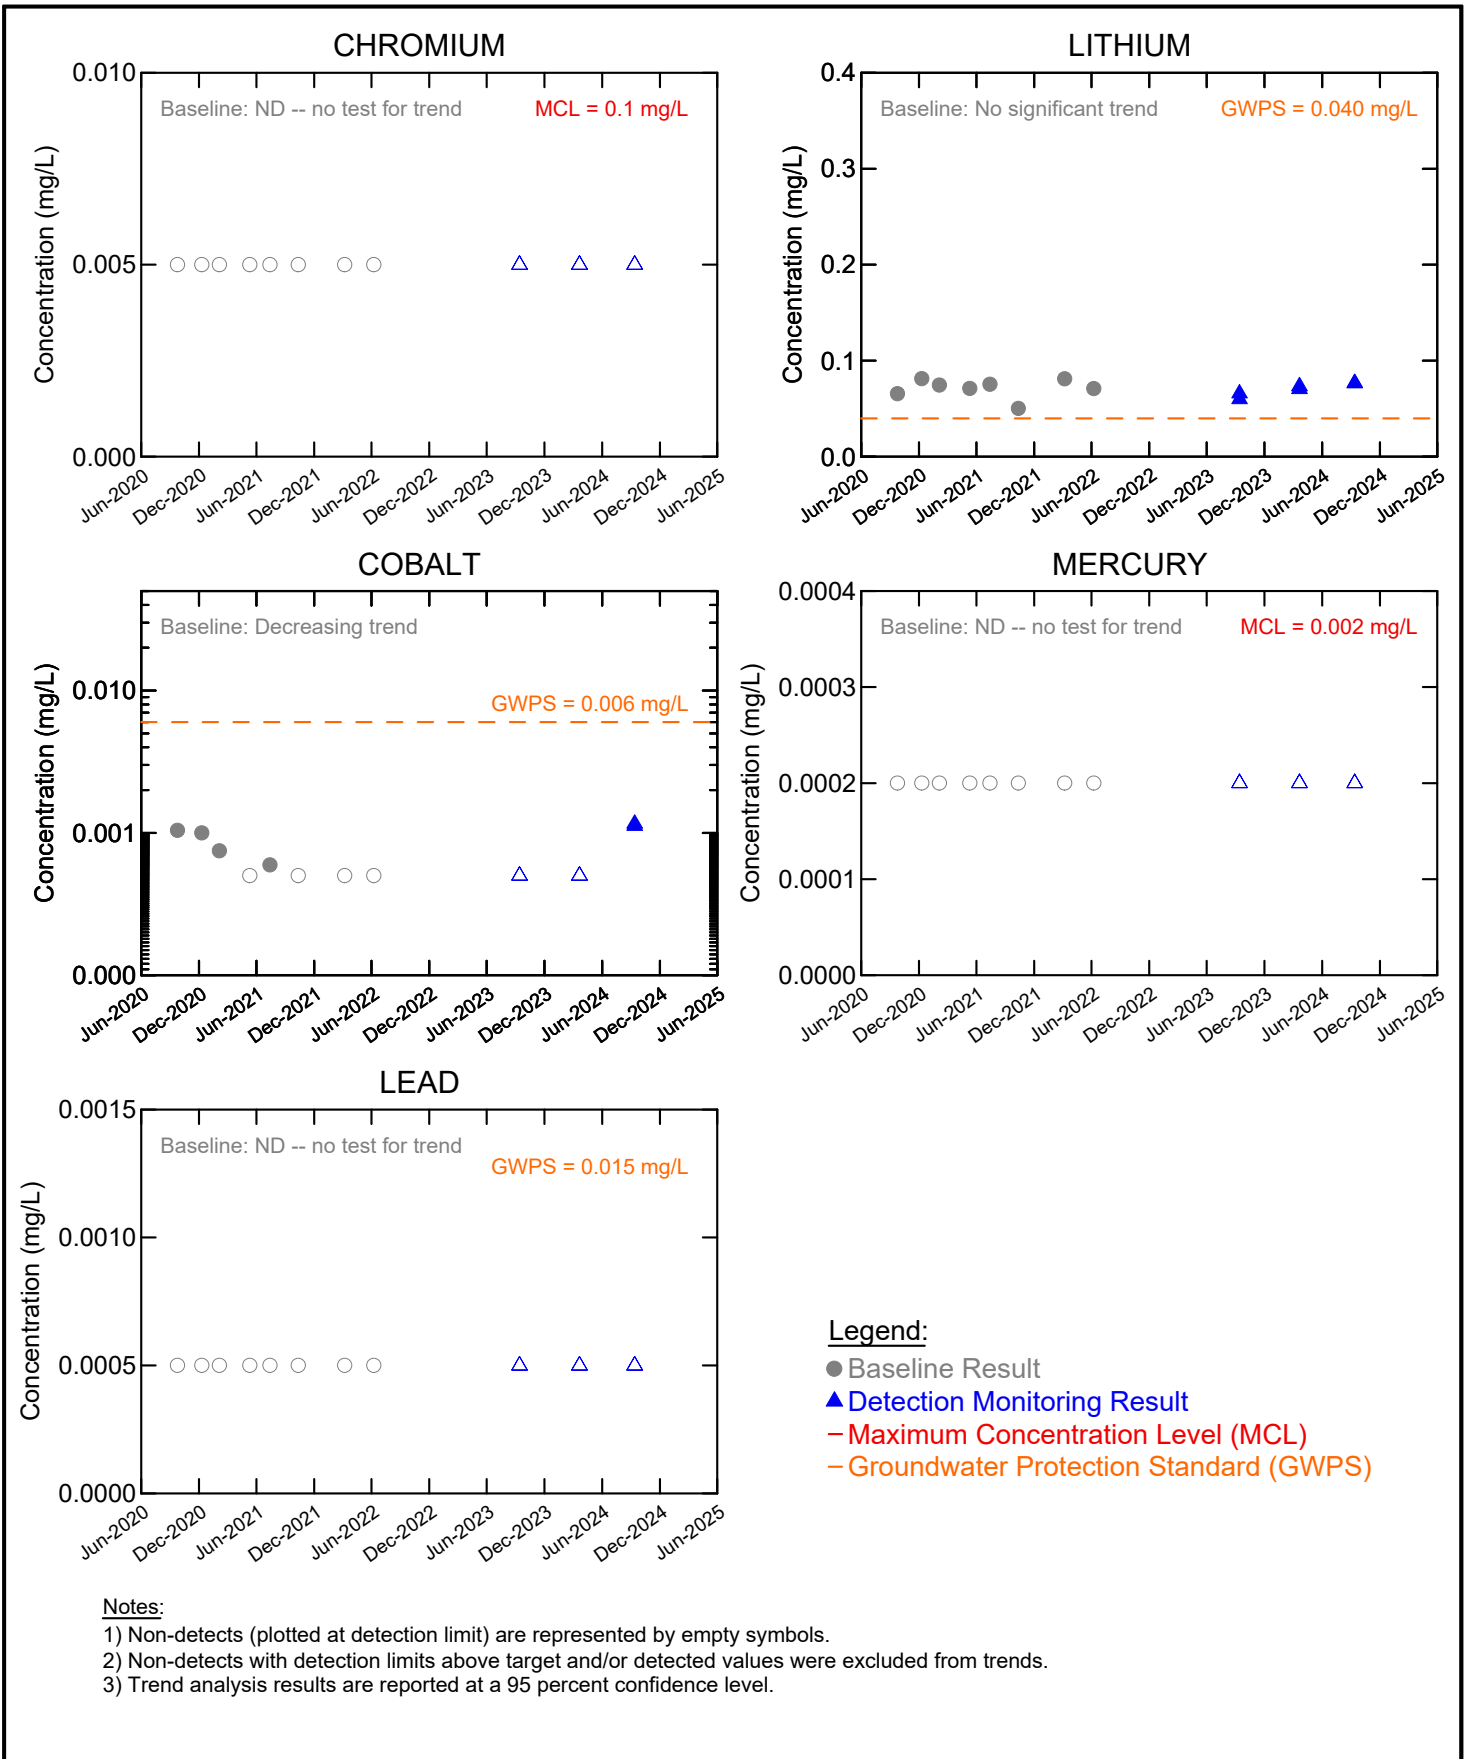 CHROMIUM
Concentration (mg/L)
0.010
0.005
0.000
Baseline: ND -- no test for trend
MCL = 0.1 mg/L
Jun-2020
Dec-2020
Jun-2021
Dec-2021
Jun-2022
Dec-2022
Jun-2023
Dec-2023
Jun-2024
Dec-2024
Jun-2025
LITHIUM
Concentration (mg/L)
0.4
0.3
0.2
0.1
0.0
Baseline: No significant trend
GWPS = 0.040 mg/L
Jun-2020
Dec-2020
Jun-2021
Dec-2021
Jun-2022
Dec-2022
Jun-2023
Dec-2023
Jun-2024
Dec-2024
Jun-2025
COBALT
Concentration (mg/L)
0.010
0.001
0.000
Baseline: Decreasing trend
GWPS = 0.006 mg/L
Jun-2020
Dec-2020
Jun-2021
Dec-2021
Jun-2022
Dec-2022
Jun-2023
Dec-2023
Jun-2024
Dec-2024
Jun-2025
MERCURY
Concentration (mg/L)
0.0004
0.0003
0.0002
0.0001
0.0000
Baseline: ND -- no test for trend
MCL = 0.002 mg/L
Jun-2020
Dec-2020
Jun-2021
Dec-2021
Jun-2022
Dec-2022
Jun-2023
Dec-2023
Jun-2024
Dec-2024
Jun-2025
LEAD
Concentration (mg/L)
0.0015
0.0010
0.0005
0.0000
Baseline: ND -- no test for trend
GWPS = 0.015 mg/L
Jun-2020
Dec-2020
Jun-2021
Dec-2021
Jun-2022
Dec-2022
Jun-2023
Dec-2023
Jun-2024
Dec-2024
Jun-2025
Legend:
Baseline Result
Detection Monitoring Result
Maximum Concentration Level (MCL)
Groundwater Protection Standard (GWPS)
Notes:
1) Non-detects (plotted at detection limit) are represented by empty symbols.
2) Non-detects with detection limits above target and/or detected values were excluded from trends.
3) Trend analysis results are reported at a 95 percent confidence level.